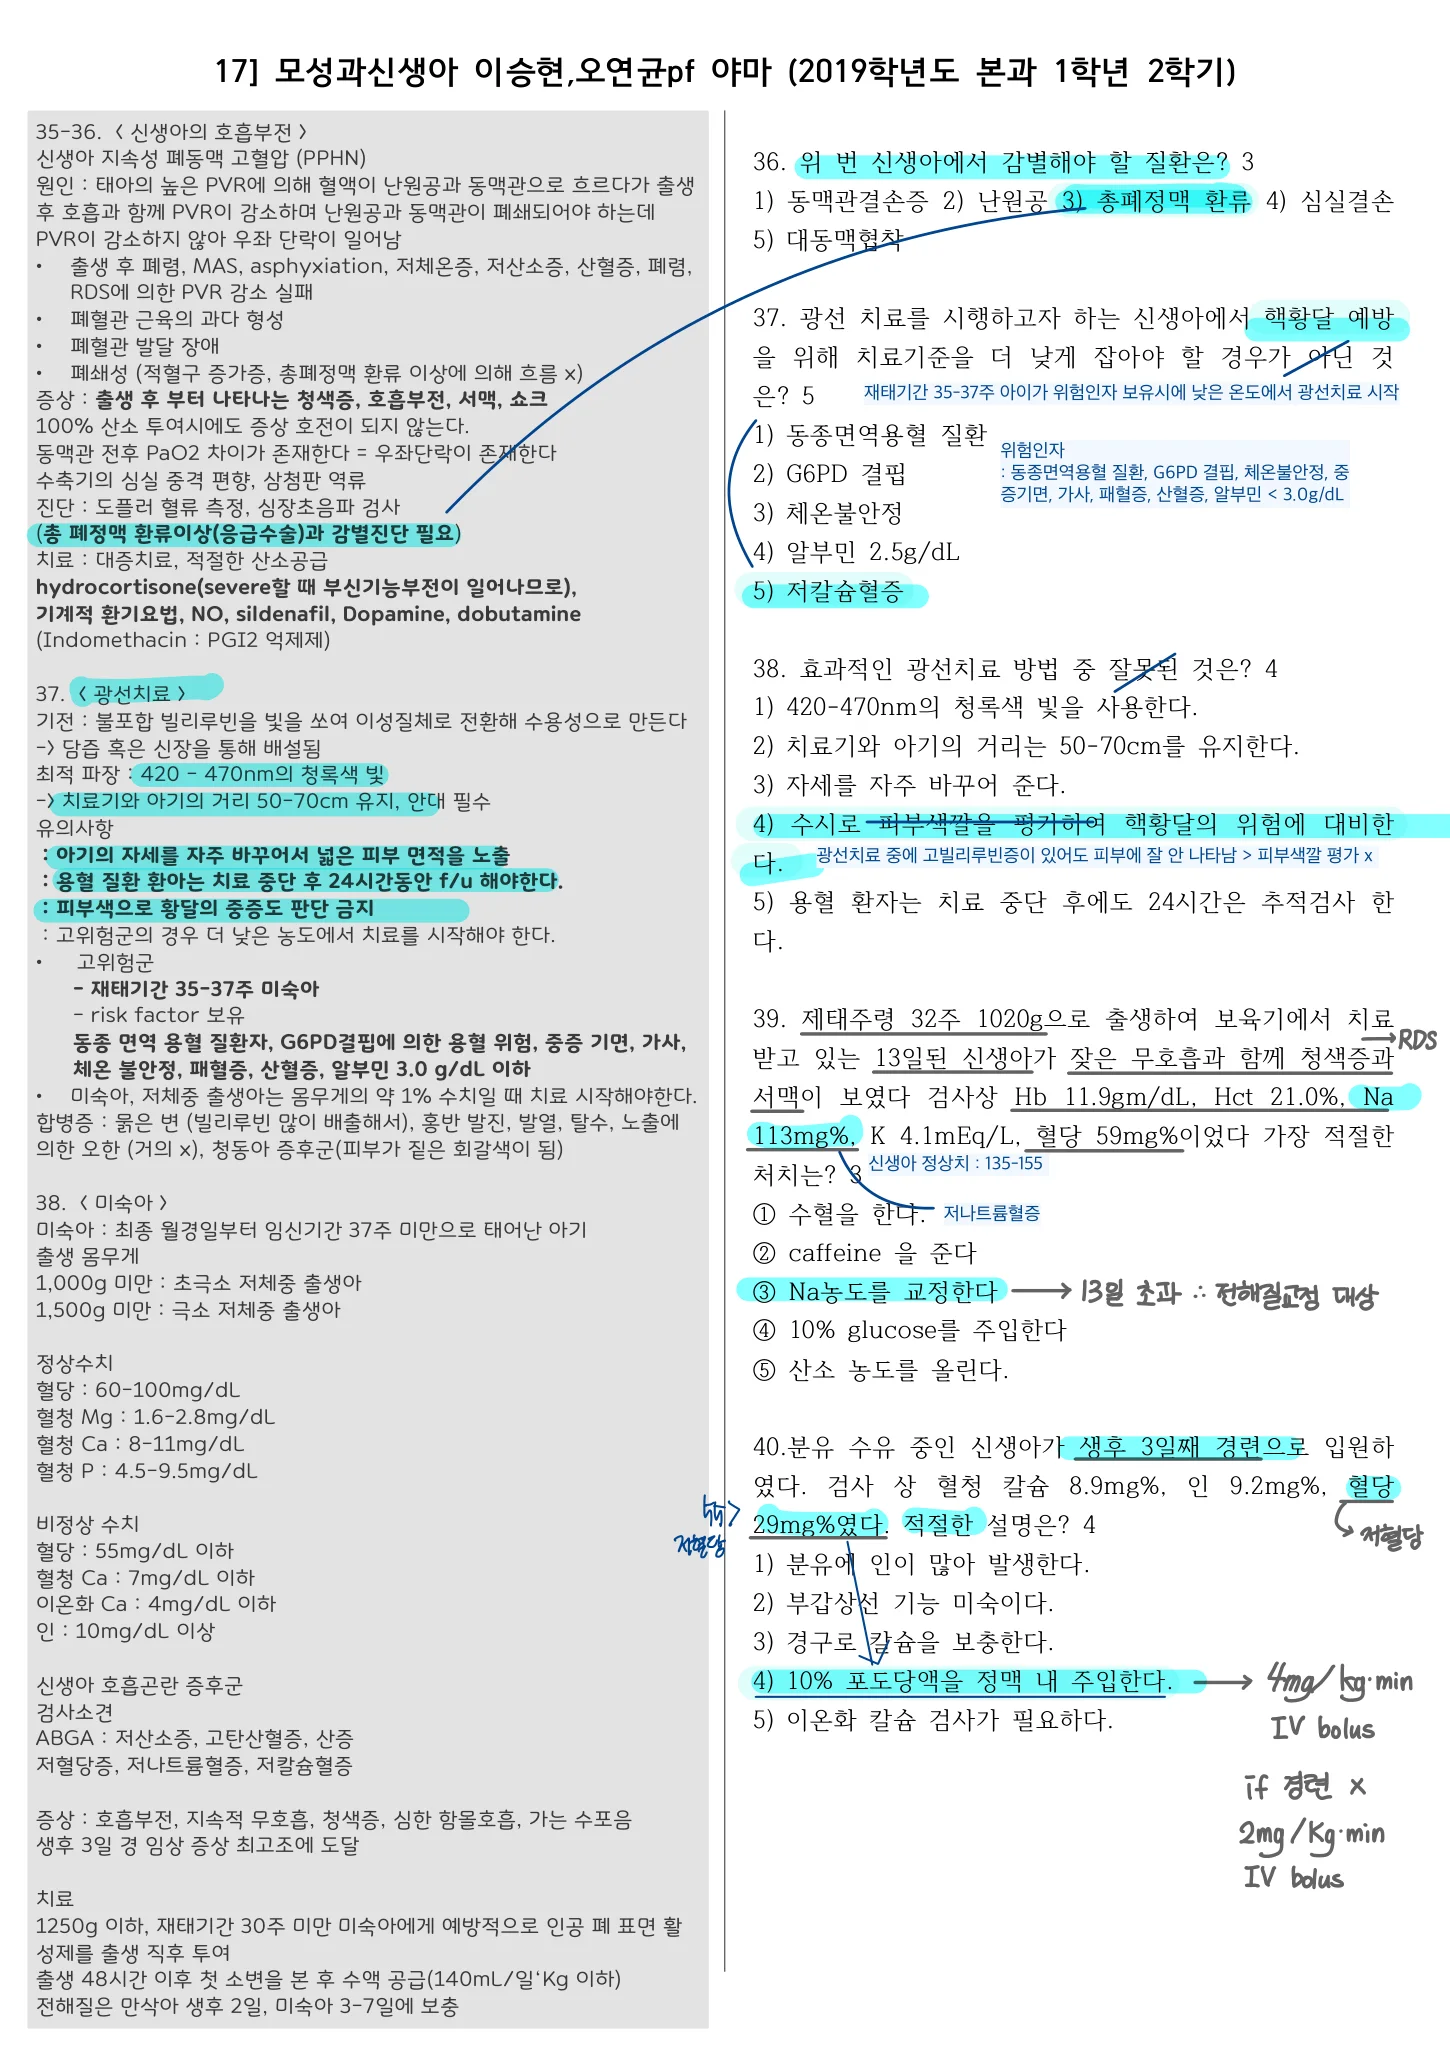 17] 모성과신생아 이승현,오연균pf 야마 (2019학년도 본과 1학년 2학기)
35-36. < 신생아의 호흡부전 >
신생아 지속성 폐동맥 고혈압 (PPHN)
원인 : 태아의 높은 PVR에 의해 혈액이 난원공과 동맥관으로 흐르다가 출생
후 호흡과 함께 PVR이 감소하며 난원공과 동맥관이 폐쇄되어야 하는데
PVR이 감소하지 않아 우좌 단락이 일어남
• 출생 후 폐렴, MAS, asphyxiation, 저체온증, 저산소증, 산혈증, 폐렴,
RDS에 의한 PVR 감소 실패
• 폐혈관 근육의 과다 형성
• 폐혈관 발달 장애
• 폐쇄성 (적혈구 증가증, 총폐정맥 환류 이상에 의해 흐름 x)
증상 : 출생 후 부터 나타나는 청색증, 호흡부전, 서맥, 쇼크
100% 산소 투여시에도 증상 호전이 되지 않는다.
동맥관 전후 PaO2 차이가 존재한다 = 우좌단락이 존재한다
수축기의 심실 중격 편향, 삼첨판 역류
진단 : 도플러 혈류 측정, 심장초음파 검사
(총 폐정맥 환류이상(응급수술)과 감별진단 필요)
치료 : 대증치료, 적절한 산소공급
hydrocortisone(severe할 때 부신기능부전이 일어나므로),
기계적 환기요법, NO, sildenafil, Dopamine, dobutamine
(Indomethacin : PGI2 억제제)
37. < 광선치료 >
기전 : 불포합 빌리루빈을 빛을 쏘여 이성질체로 전환해 수용성으로 만든다
-> 담즙 혹은 신장을 통해 배설됨
최적 파장 : 420 - 470nm의 청록색 빛
-> 치료기와 아기의 거리 50-70cm 유지, 안대 필수
유의사항
: 아기의 자세를 자주 바꾸어서 넓은 피부 면적을 노출
: 용혈 질환 환아는 치료 중단 후 24시간동안 f/u 해야한다.
: 피부색으로 황달의 중증도 판단 금지
: 고위험군의 경우 더 낮은 농도에서 치료를 시작해야 한다.
• 고위험군
- 재태기간 35-37주 미숙아
- risk factor 보유
동종 면역 용혈 질환자, G6PD결핍에 의한 용혈 위험, 중증 기면, 가사,
체온 불안정, 패혈증, 산혈증, 알부민 3.0 g/dL 이하
• 미숙아, 저체중 출생아는 몸무게의 약 1% 수치일 때 치료 시작해야한다.
합병증 : 묽은 변 (빌리루빈 많이 배출해서), 홍반 발진, 발열, 탈수, 노출에
의한 오한 (거의 x), 청동아 증후군(피부가 짙은 회갈색이 됨)
38. < 미숙아 >
미숙아 : 최종 월경일부터 임신기간 37주 미만으로 태어난 아기
출생 몸무게
1,000g 미만 : 초극소 저체중 출생아
1,500g 미만 : 극소 저체중 출생아
정상수치
혈당 : 60-100mg/dL
혈청 Mg : 1.6-2.8mg/dL
혈청 Ca : 8-11mg/dL
혈청 P : 4.5-9.5mg/dL
비정상 수치
혈당 : 55mg/dL 이하
혈청 Ca : 7mg/dL 이하
이온화 Ca : 4mg/dL 이하
인 : 10mg/dL 이상
신생아 호흡곤란 증후군
검사소견
ABGA : 저산소증, 고탄산혈증, 산증
저혈당증, 저나트륨혈증, 저칼슘혈증
증상 : 호흡부전, 지속적 무호흡, 청색증, 심한 함몰호흡, 가는 수포음
생후 3일 경 임상 증상 최고조에 도달
치료
1250g 이하, 재태기간 30주 미만 미숙아에게 예방적으로 인공 폐 표면 활
성제를 출생 직후 투여
출생 48시간 이후 첫 소변을 본 후 수액 공급(140mL/일‘Kg 이하)
전해질은 만삭아 생후 2일, 미숙아 3-7일에 보충
36. 위 번 신생아에서 감별해야 할 질환은? 3
1) 동맥관결손증 2) 난원공 3) 총폐정맥 환류 4) 심실결손
5) 대동맥협착
37. 광선 치료를 시행하고자 하는 신생아에서 핵황달 예방
을 위해 치료기준을 더 낮게 잡아야 할 경우가 아닌 것
은? 5
재태기간 35-37주 아이가 위험인자 보유시에 낮은 온도에서 광선치료 시작
1) 동종면역용혈 질환
2) G6PD 결핍
3) 체온불안정
4) 알부민 2.5g/dL
5) 저칼슘혈증
위험인자
: 동종면역용혈 질환, G6PD 결핍, 체온불안정, 중
증기면, 가사, 패혈증, 산혈증, 알부민 < 3.0g/dL
38. 효과적인 광선치료 방법 중 잘못된 것은? 4
1) 420-470nm의 청록색 빛을 사용한다.
2) 치료기와 아기의 거리는 50-70cm를 유지한다.
3) 자세를 자주 바꾸어 준다.
4) 수시로 피부색깔을 평가하여 핵황달의 위험에 대비한
다.
광선치료 중에 고빌리루빈증이 있어도 피부에 잘 안 나타남 > 피부색깔 평가 x
5) 용혈 환자는 치료 중단 후에도 24시간은 추적검사 한
다.
39. 제태주령 32주 1020g으로 출생하여 보육기에서 치료
→RDS
받고 있는 13일된 신생아가 잦은 무호흡과 함께 청색증과
서맥이 보였다 검사상 Hb 11.9gm/dL, Hct 21.0%, Na
113mg%, K 4.1mEq/L, 혈당 59mg%이었다 가장 적절한
처치는? 3
신생아 정상치 : 135-155
① 수혈을 한다.
저나트륨혈증
② caffeine 을 준다
③ Na농도를 교정한다 → 13일 초과 ∴ 전해질교정 대상
④ 10% glucose를 주입한다
⑤ 산소 농도를 올린다.
40.분유 수유 중인 신생아가 생후 3일째 경련으로 입원하
였다. 검사 상 혈청 칼슘 8.9mg%, 인 9.2mg%, 혈당
29mg%였다. 적절한 설명은? 4
저혈당
저혈당
1) 분유에 인이 많아 발생한다.
2) 부갑상선 기능 미숙이다.
3) 경구로 칼슘을 보충한다.
4) 10% 포도당액을 정맥 내 주입한다. → 4mg/kg·min
IV bolus
5) 이온화 칼슘 검사가 필요하다.
if 경련 x
2mg/Kg·min
IV bolus